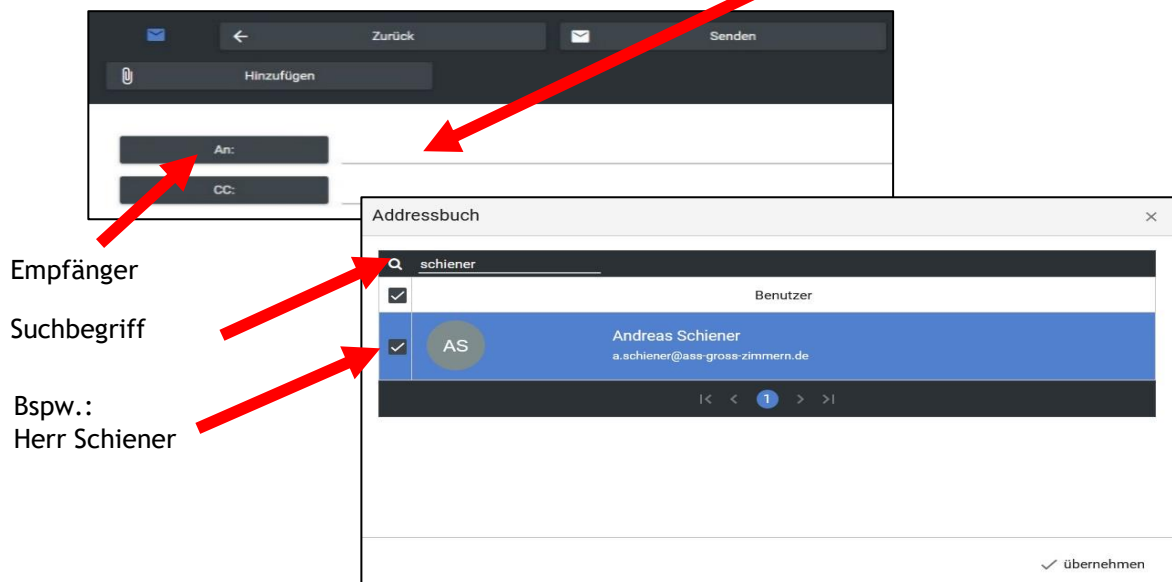 Zurück Senden
Hinzufügen
An:
CC:
Addressbuch
Empfänger
schiener
Benutzer
Suchbegriff
AS Andreas Schiener
a.schiener@ass-gross-zimmern.de
1
Bspw.:
Herr Schiener
übernehmen